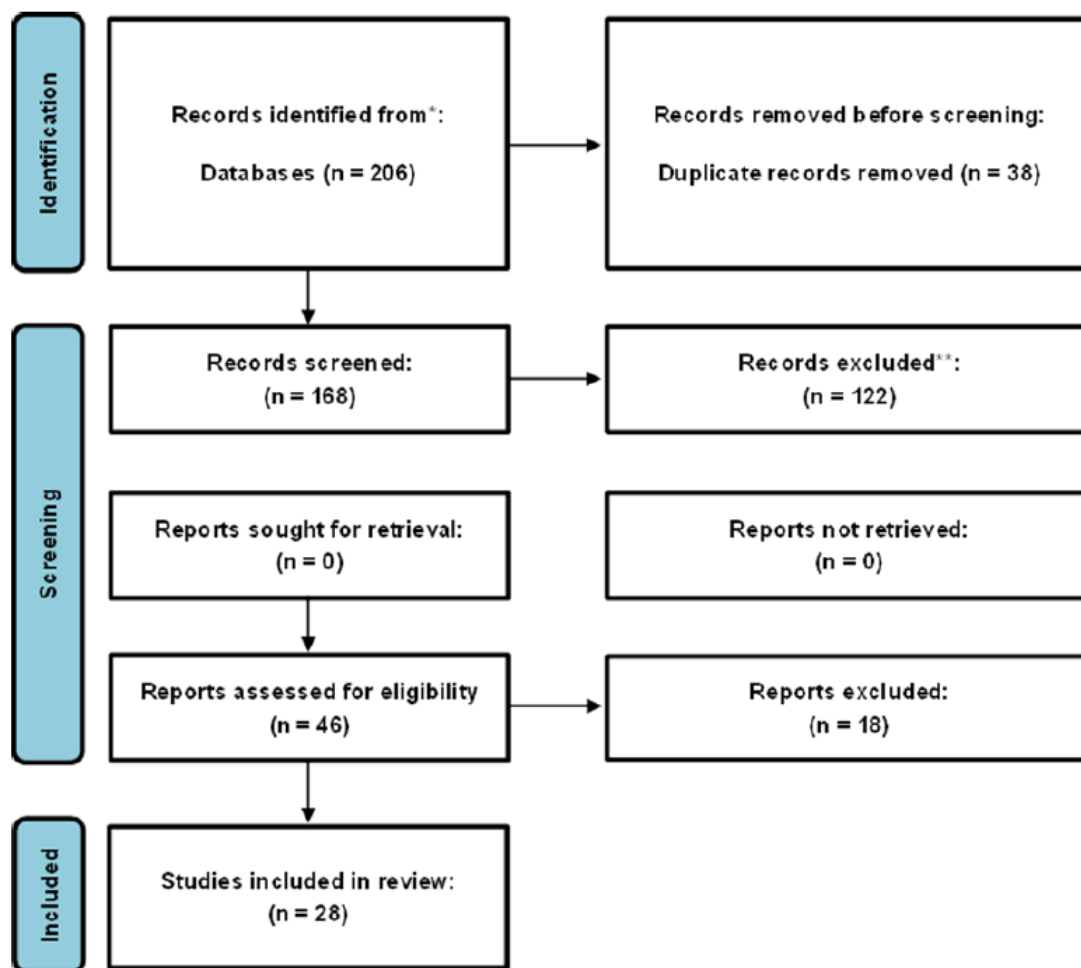 Identification
Records identified from*:
Databases (n = 206)
Records removed before screening:
Duplicate records removed (n = 38)
Screening
Records screened:
(n = 168)
Records excluded**:
(n = 122)
Reports sought for retrieval:
(n = 0)
Reports not retrieved:
(n = 0)
Reports assessed for eligibility
(n = 46)
Reports excluded:
(n = 18)
Included
Studies included in review:
(n = 28)